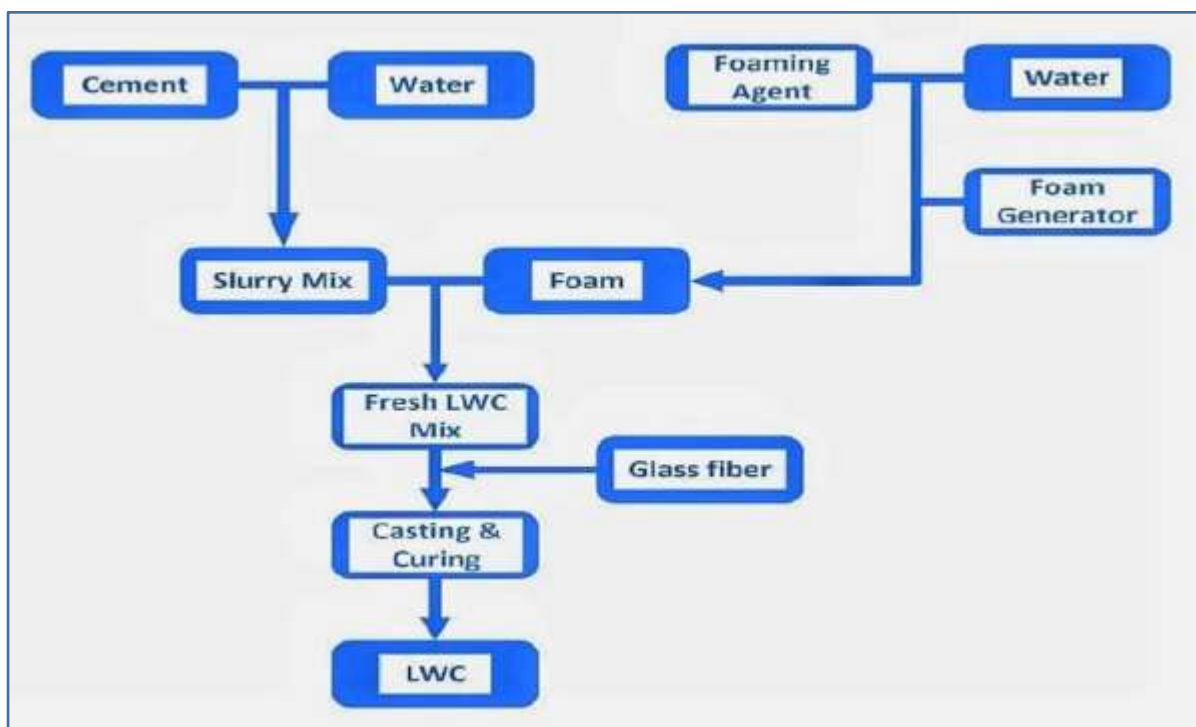 Cement
Water
Foaming
Agent
Water
Foam
Generator
Slurry Mix
Foam
Fresh LWC
Mix
Glass fiber
Casting &
Curing
LWC